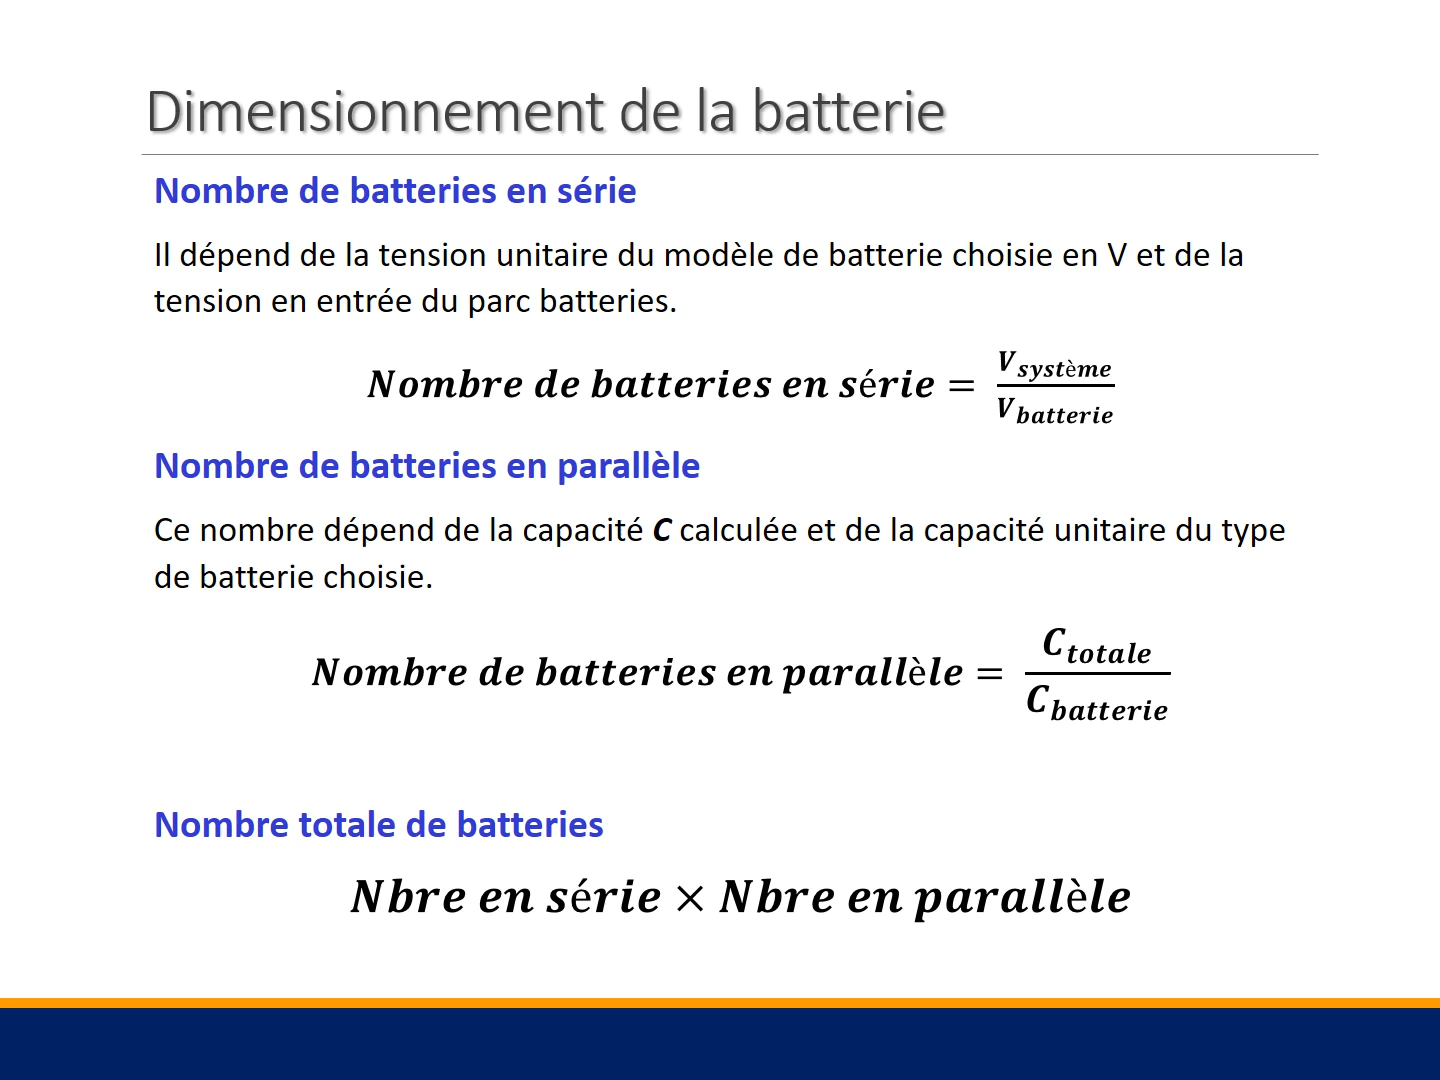 Dimensionnement de la batterie
Nombre de batteries en série
Il dépend de la tension unitaire du modèle de batterie choisie en V et de la
tension en entrée du parc batteries.
Nombre de batteries en série = V_système / V_batterie
Nombre de batteries en parallèle
Ce nombre dépend de la capacité C calculée et de la capacité unitaire du type
de batterie choisie.
Nombre de batteries en parallèle = C_totale / C_batterie
Nombre totale de batteries
Nbre en série × Nbre en parallèle